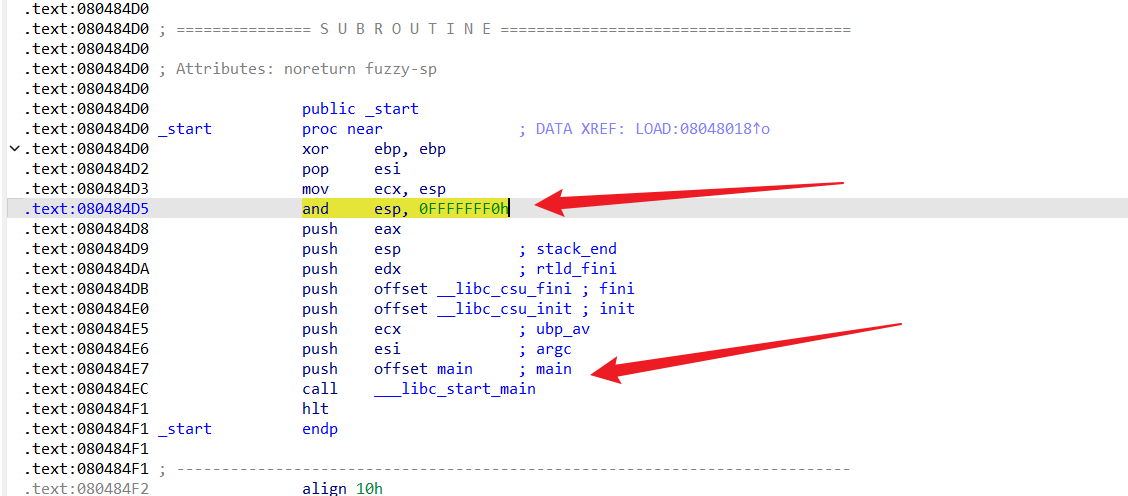 .text:080484D0
.text:080484D0 ; =============== S U B R O U T I N E =======================================
.text:080484D0
.text:080484D0 ; Attributes: noreturn fuzzy-sp
.text:080484D0
.text:080484D0 public _start
.text:080484D0 _start proc near ; DATA XREF: LOAD:08048018↑o
.text:080484D0 xor ebp, ebp
.text:080484D2 pop esi
.text:080484D3 mov ecx, esp
.text:080484D5 and esp, 0FFFFFFF0h
.text:080484D8 push eax
.text:080484D9 push esp ; stack_end
.text:080484DA push edx ; rtld_fini
.text:080484DB push offset __libc_csu_fini ; fini
.text:080484E0 push offset __libc_csu_init ; init
.text:080484E5 push ecx ; ubp_av
.text:080484E6 push esi ; argc
.text:080484E7 push offset main ; main
.text:080484EC call ___libc_start_main
.text:080484F1 hlt
.text:080484F1 _start endp
.text:080484F1
.text:080484F1 ; ---------------------------------------------------------------------------
.text:080484F2 align 10h